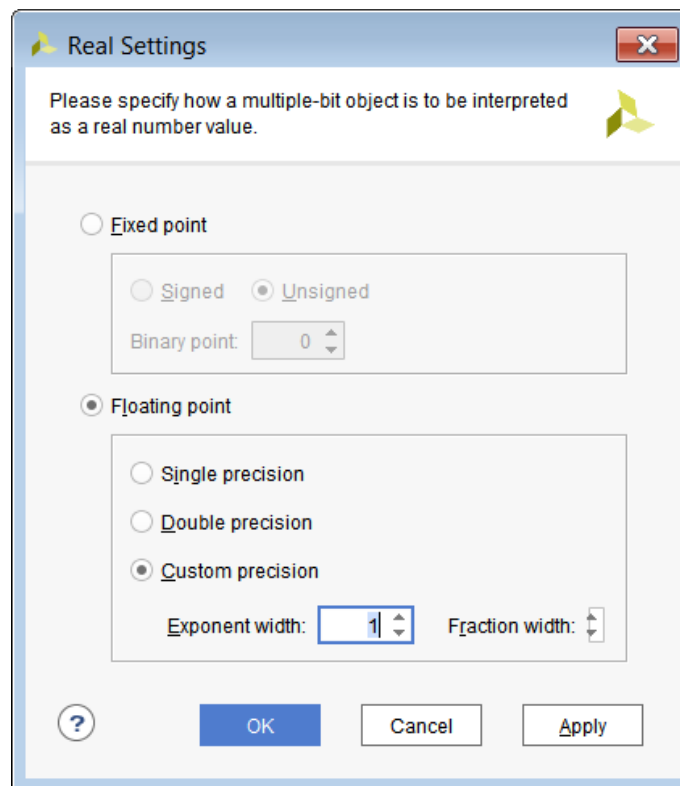 Real Settings
Please specify how a multiple-bit object is to be interpreted
as a real number value.
Fixed point
Signed Unsigned
Binary point: 0
Floating point
Single precision
Double precision
Custom precision
Exponent width: 1 Fraction width:
? OK Cancel Apply